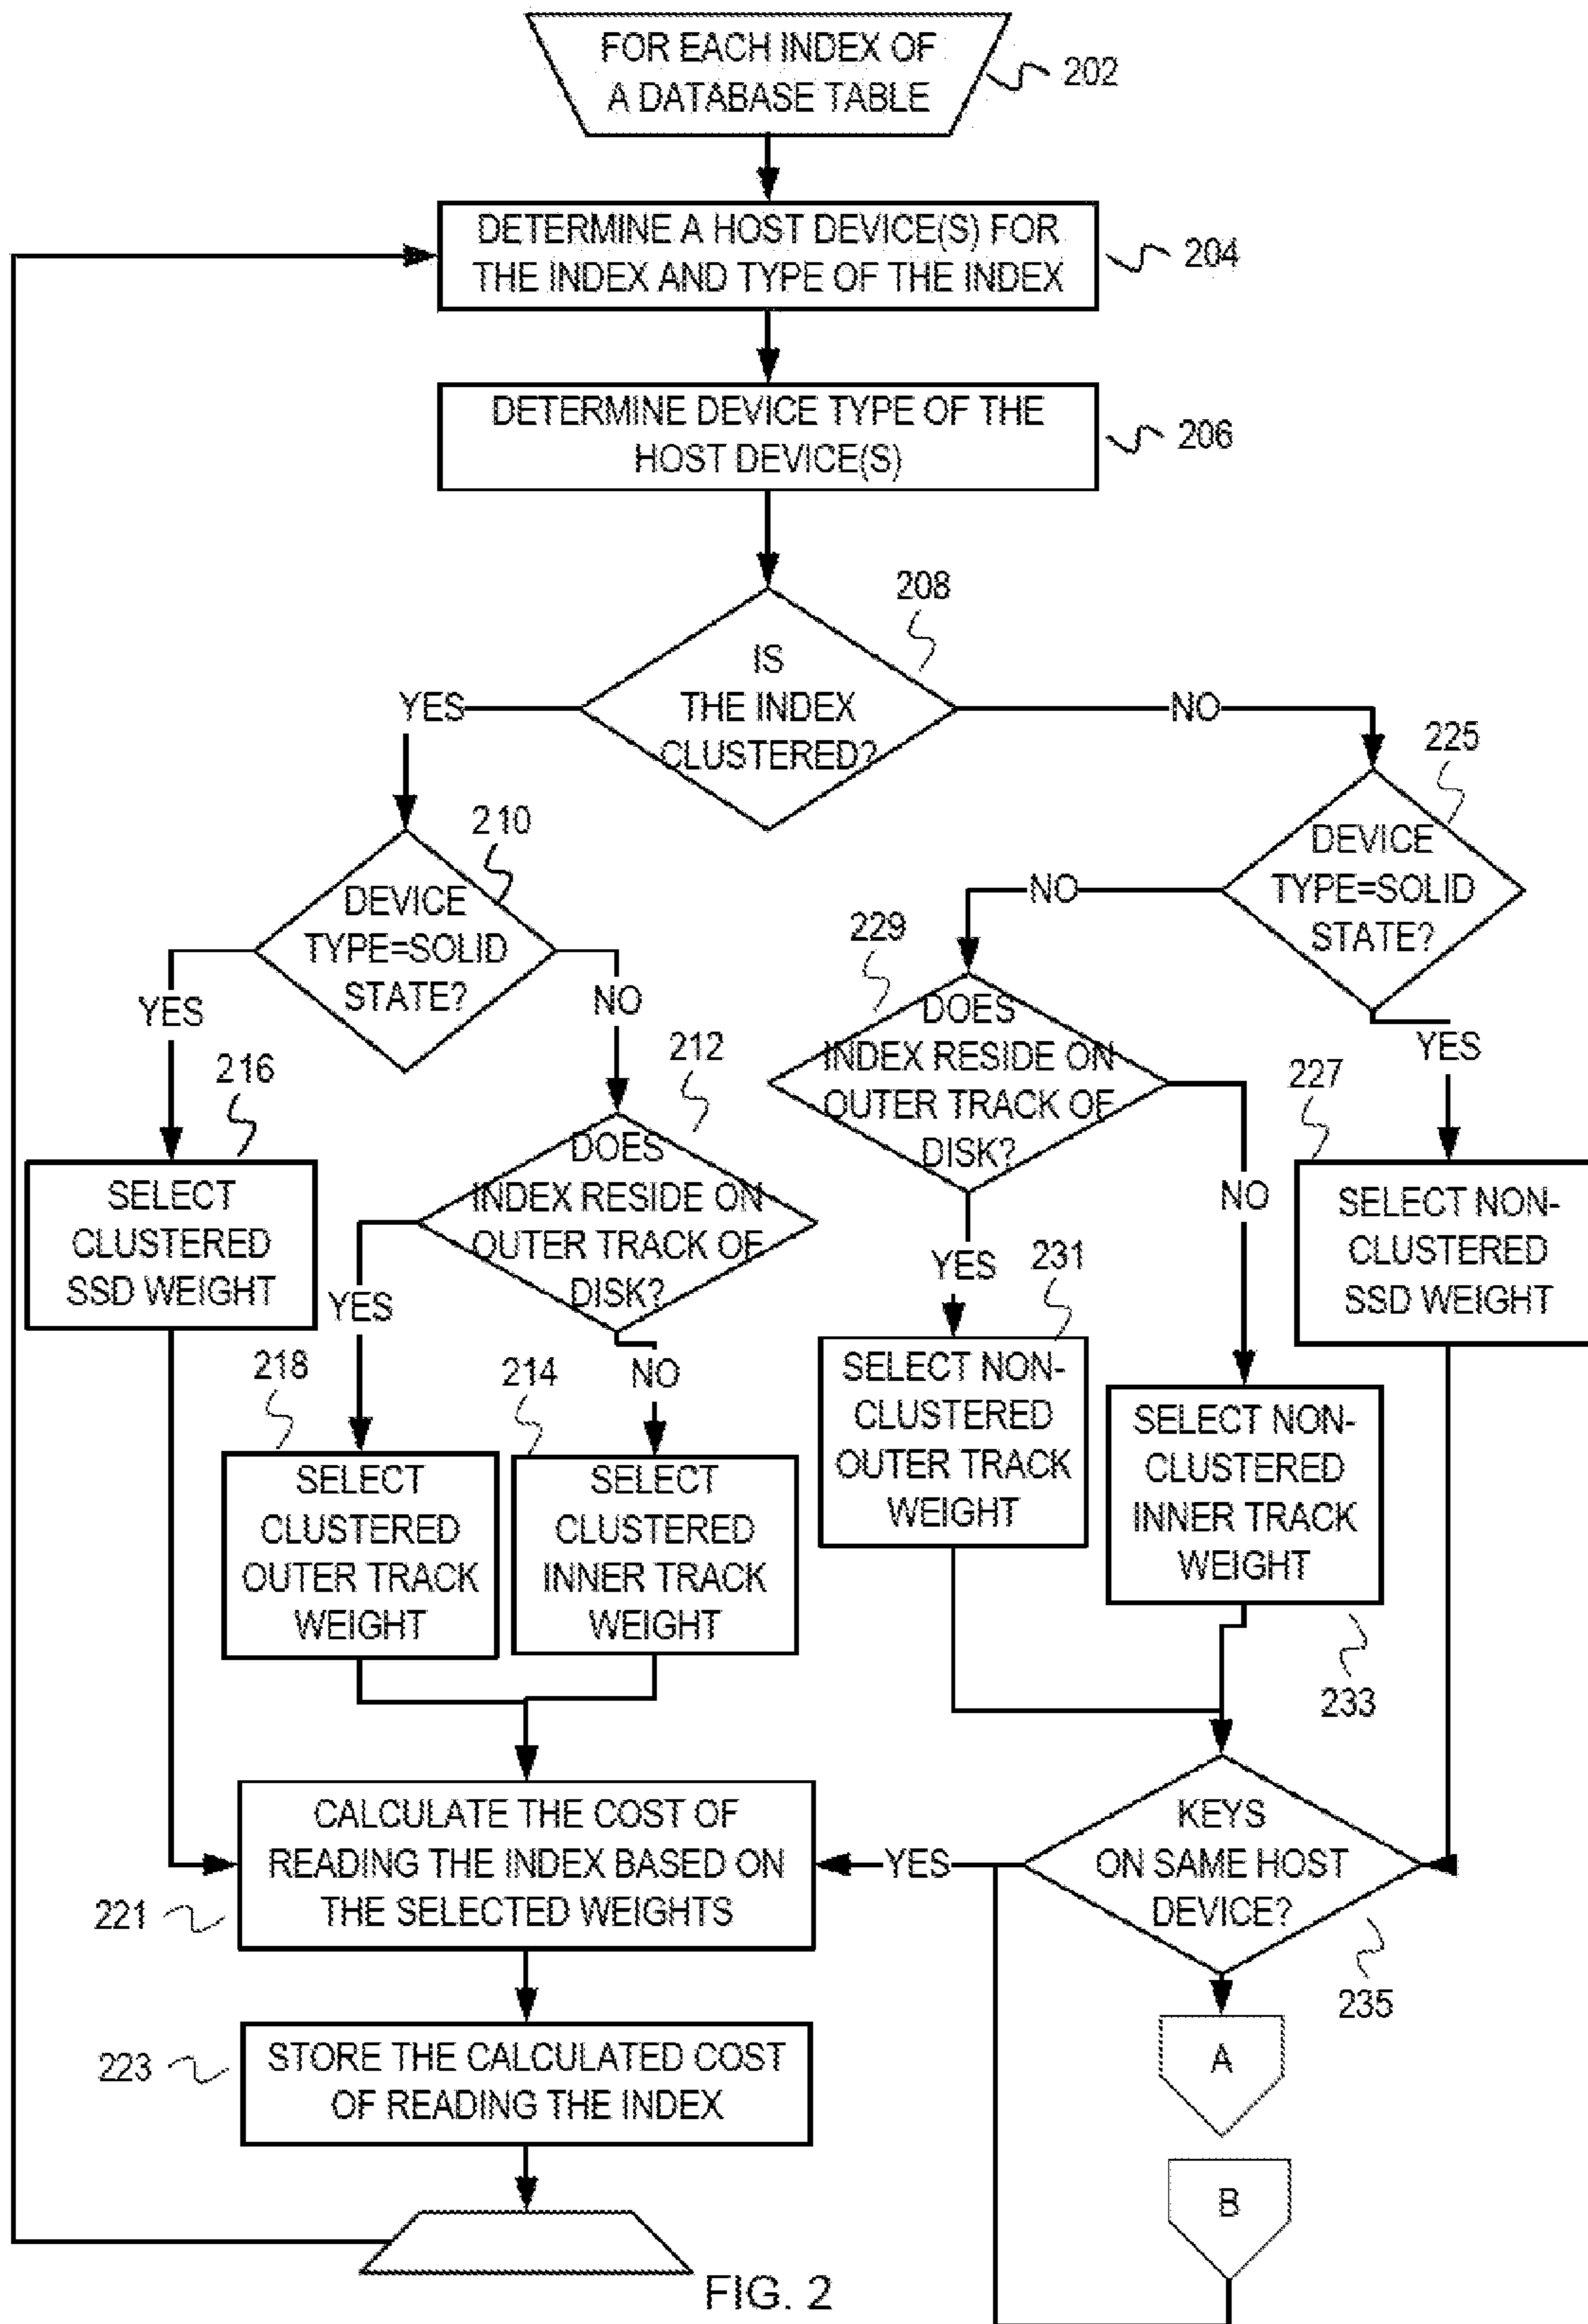 FOR EACH INDEX OF
A DATABASE TABLE
202
DETERMINE A HOST DEVICE(S) FOR
THE INDEX AND TYPE OF THE INDEX
204
DETERMINE DEVICE TYPE OF THE
HOST DEVICE(S)
206
208
IS
THE INDEX
CLUSTERED?
YES
NO
225
210
DEVICE
TYPE=SOLID
STATE?
DEVICE
TYPE=SOLID
STATE?
NO
YES
NO
229
DOES
INDEX RESIDE ON
OUTER TRACK OF
DISK?
YES
216
212
227
SELECT
CLUSTERED
SSD WEIGHT
DOES
INDEX RESIDE ON
OUTER TRACK OF
DISK?
NO
SELECT NON-
CLUSTERED
SSD WEIGHT
YES
YES
231
218
NO
214
SELECT NON-
CLUSTERED
OUTER TRACK
WEIGHT
SELECT NON-
CLUSTERED
INNER TRACK
WEIGHT
SELECT
CLUSTERED
OUTER TRACK
WEIGHT
SELECT
CLUSTERED
INNER TRACK
WEIGHT
233
CALCULATE THE COST OF
READING THE INDEX BASED ON
THE SELECTED WEIGHTS
221
YES
KEYS
ON SAME HOST
DEVICE?
235
223
STORE THE CALCULATED COST
OF READING THE INDEX
A
B
FIG. 2